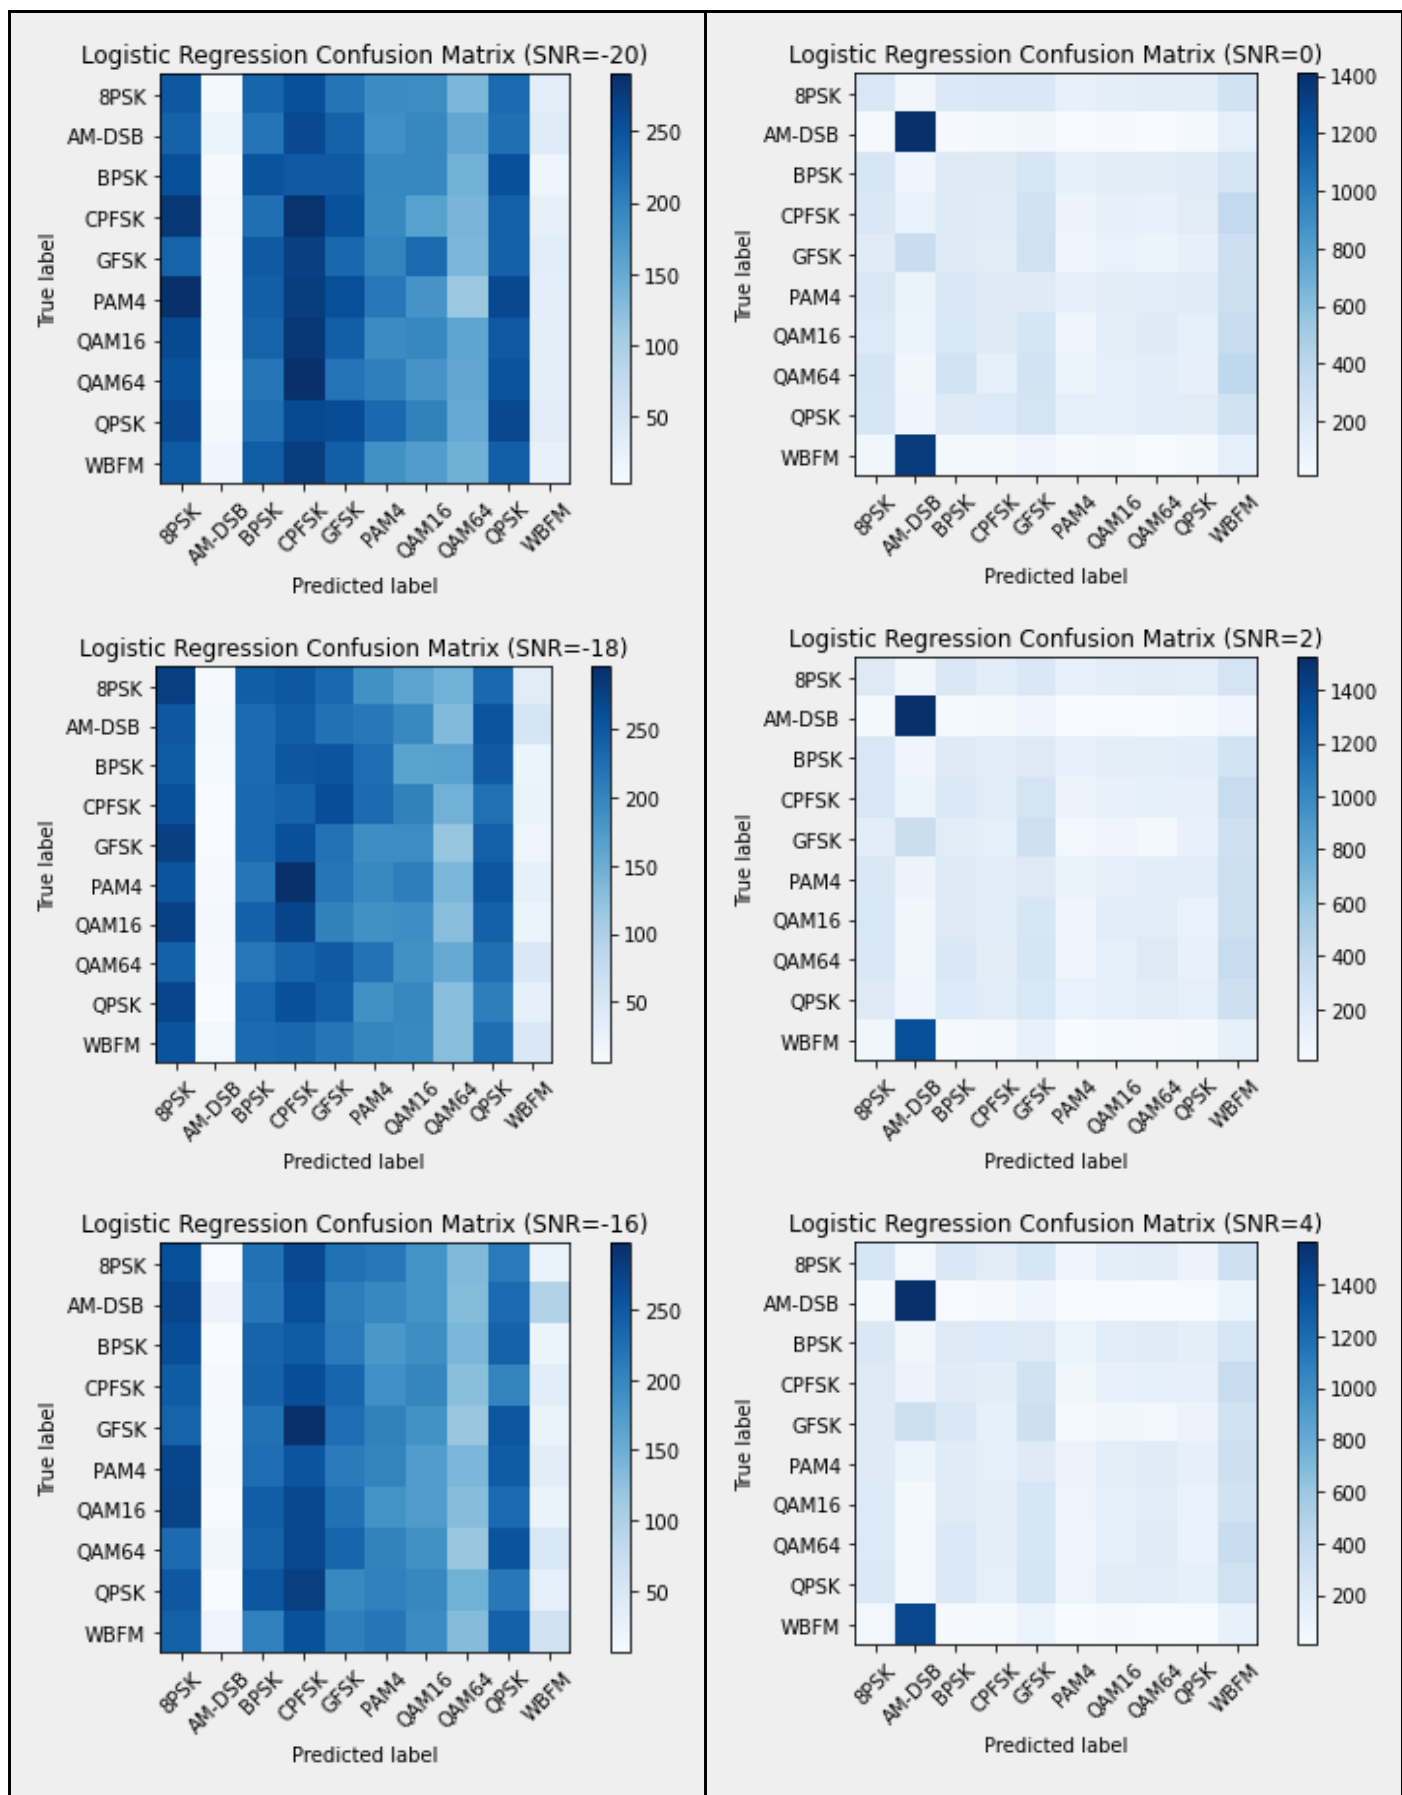 Logistic Regression Confusion Matrix (SNR=-20)
True label
8PSK
AM-DSB
BPSK
CPFSK
GFSK
PAM4
QAM16
QAM64
QPSK
WBFM
8PSK AM-DSB BPSK CPFSK GFSK PAM4 QAM16 QAM64 QPSK WBFM
Predicted label
250
200
150
100
50
Logistic Regression Confusion Matrix (SNR=0)
True label
8PSK
AM-DSB
BPSK
CPFSK
GFSK
PAM4
QAM16
QAM64
QPSK
WBFM
8PSK AM-DSB BPSK CPFSK GFSK PAM4 QAM16 QAM64 QPSK WBFM
Predicted label
1400
1200
1000
800
600
400
200
Logistic Regression Confusion Matrix (SNR=-18)
True label
8PSK
AM-DSB
BPSK
CPFSK
GFSK
PAM4
QAM16
QAM64
QPSK
WBFM
8PSK AM-DSB BPSK CPFSK GFSK PAM4 QAM16 QAM64 QPSK WBFM
Predicted label
250
200
150
100
50
Logistic Regression Confusion Matrix (SNR=2)
True label
8PSK
AM-DSB
BPSK
CPFSK
GFSK
PAM4
QAM16
QAM64
QPSK
WBFM
8PSK AM-DSB BPSK CPFSK GFSK PAM4 QAM16 QAM64 QPSK WBFM
Predicted label
1400
1200
1000
800
600
400
200
Logistic Regression Confusion Matrix (SNR=-16)
True label
8PSK
AM-DSB
BPSK
CPFSK
GFSK
PAM4
QAM16
QAM64
QPSK
WBFM
8PSK AM-DSB BPSK CPFSK GFSK PAM4 QAM16 QAM64 QPSK WBFM
Predicted label
250
200
150
100
50
Logistic Regression Confusion Matrix (SNR=4)
True label
8PSK
AM-DSB
BPSK
CPFSK
GFSK
PAM4
QAM16
QAM64
QPSK
WBFM
8PSK AM-DSB BPSK CPFSK GFSK PAM4 QAM16 QAM64 QPSK WBFM
Predicted label
1400
1200
1000
800
600
400
200